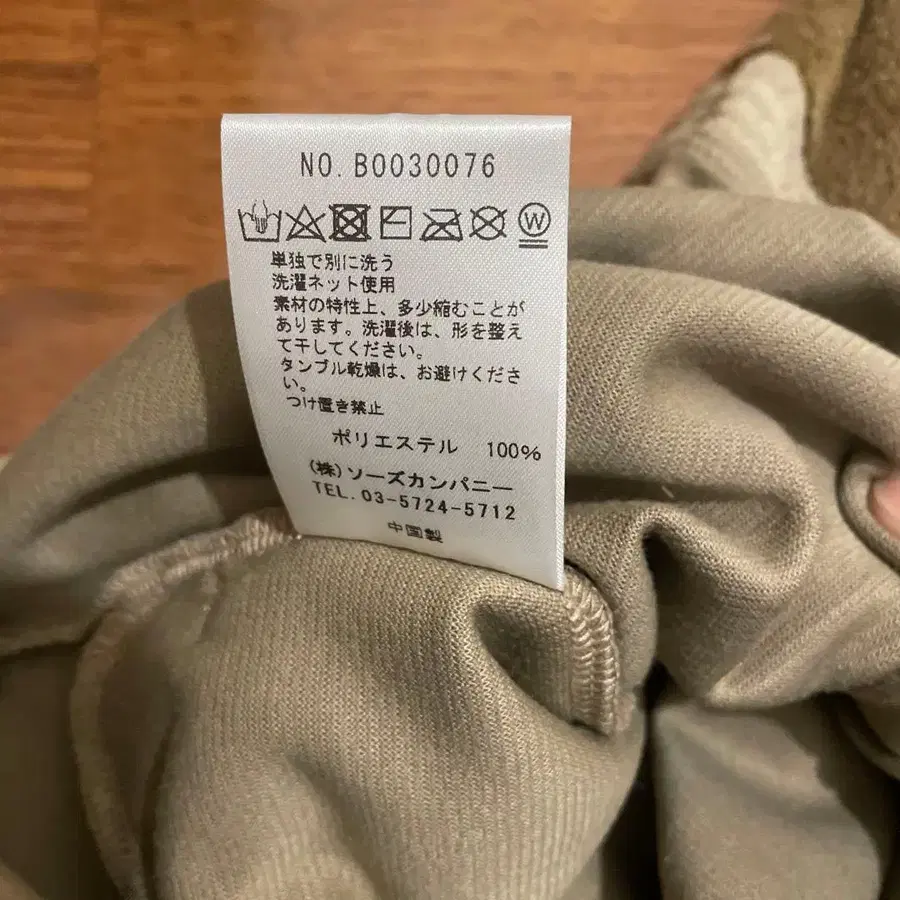 NO. B0030076
W
単独で別に洗う
洗濯ネット使用
素材の特性上、多少縮むことが
あります。洗濯後は、形を整え
て干してください。
タンブル乾燥は、お避けくださ
い。
つけ置き禁止
ポリエステル 100%
(株)ソーズカンパニー
TEL. 03-5724-5712
中国製